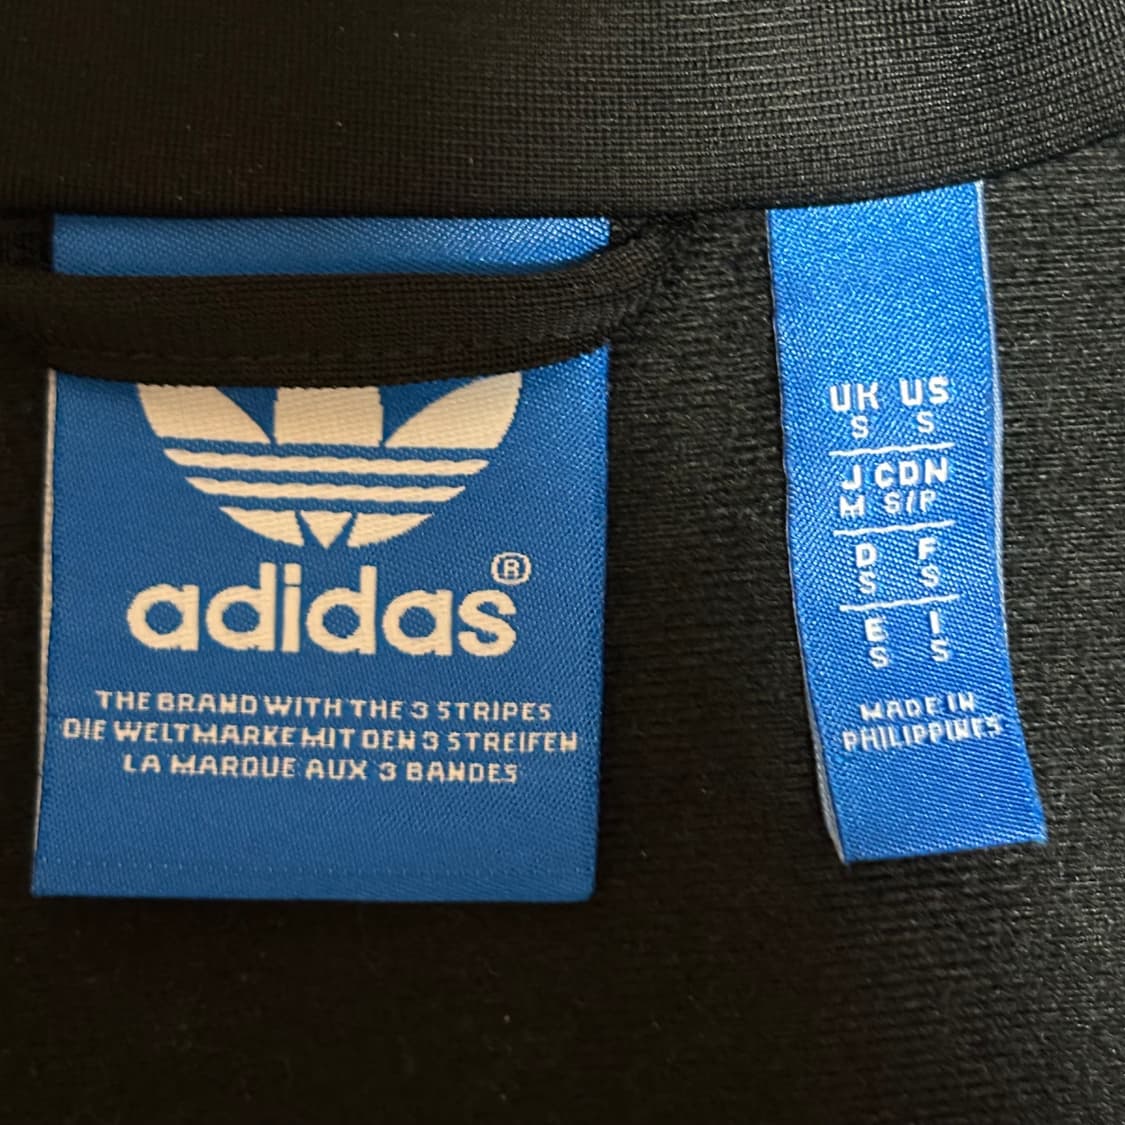 adidas®
THE BRAND WITH THE 3 STRIPES
DIE WELTMARKE MIT DEN 3 STREIFEN
LA MARQUE AUX 3 BANDES
UK US
S S
J CDN
M S/P
D F
S S
E I
S S
MADE IN
PHILIPPINES